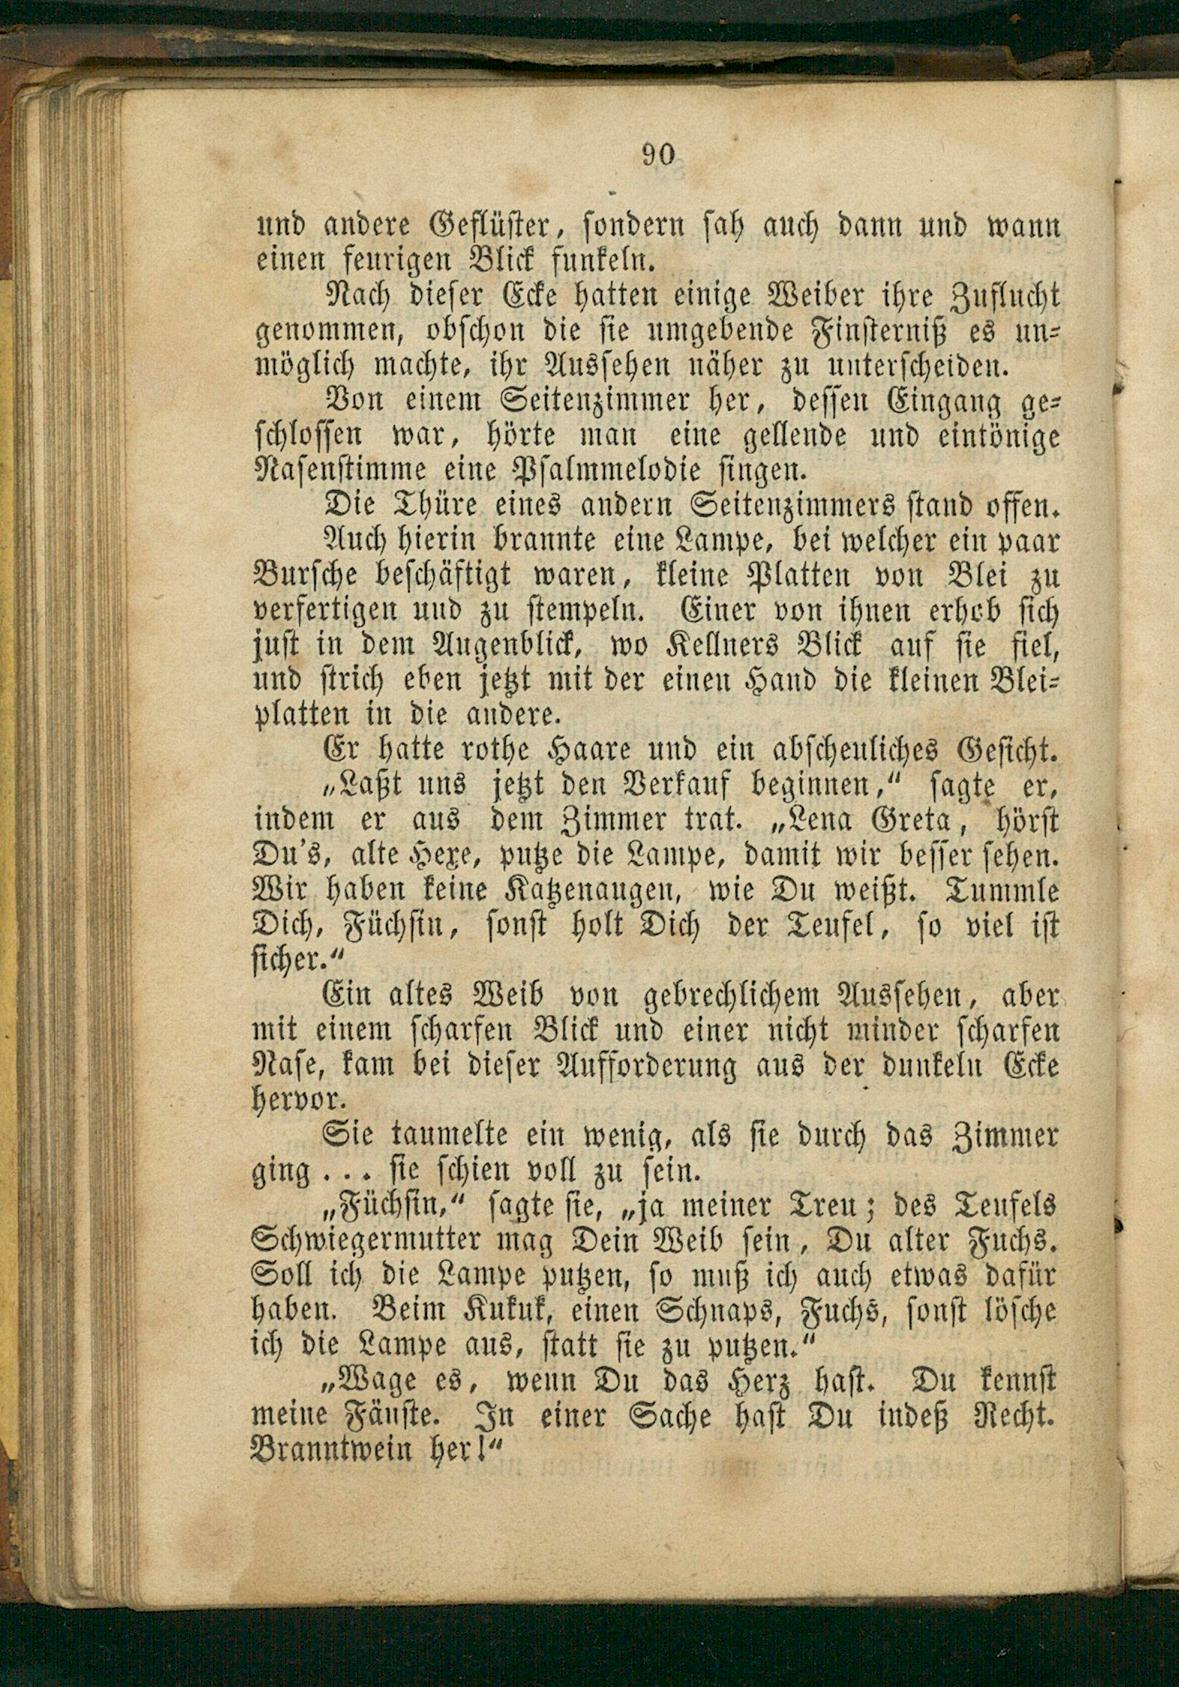 90
und andere Geflüster, sondern sah auch dann und wann
einen feurigen Blick funkeln.
Nach dieser Ecke hatten einige Weiber ihre Zuflucht
genommen, obschon die sie umgebende Finsterniß es un-
möglich machte, ihr Aussehen näher zu unterscheiden.
Von einem Seitenzimmer her, dessen Eingang ge-
schlossen war, hörte man eine gellende und eintönige
Nasenstimme eine Psalmmelodie singen.
Die Thüre eines andern Seitenzimmers stand offen.
Auch hierin brannte eine Lampe, bei welcher ein paar
Bursche beschäftigt waren, kleine Platten von Blei zu
verfertigen und zu stempeln. Einer von ihnen erhob sich
just in dem Augenblick, wo Kellners Blick auf sie fiel,
und strich eben jetzt mit der einen Hand die kleinen Blei-
platten in die andere.
Er hatte rothe Haare und ein abscheuliches Gesicht.
„Laßt uns jetzt den Verkauf beginnen,“ sagte er,
indem er aus dem Zimmer trat. „Lena Greta, hörst
Du's, alte Hexe, putze die Lampe, damit wir besser sehen.
Wir haben keine Katzenaugen, wie Du weißt. Tummle
Dich, Füchsin, sonst holt Dich der Teufel, so viel ist
sicher.“
Ein altes Weib von gebrechlichem Aussehen, aber
mit einem scharfen Blick und einer nicht minder scharfen
Nase, kam bei dieser Aufforderung aus der dunkeln Ecke
hervor.
Sie taumelte ein wenig, als sie durch das Zimmer
ging . . . sie schien voll zu sein.
„Füchsin,“ sagte sie, „ja meiner Treu; des Teufels
Schwiegermutter mag Dein Weib sein, Du alter Fuchs.
Soll ich die Lampe putzen, so muß ich auch etwas dafür
haben. Beim Kukuk, einen Schnaps, Fuchs, sonst lösche
ich die Lampe aus, statt sie zu putzen.“
„Wage es, wenn Du das Herz hast. Du kennst
meine Fäuste. In einer Sache hast Du indeß Recht.
Branntwein her!“